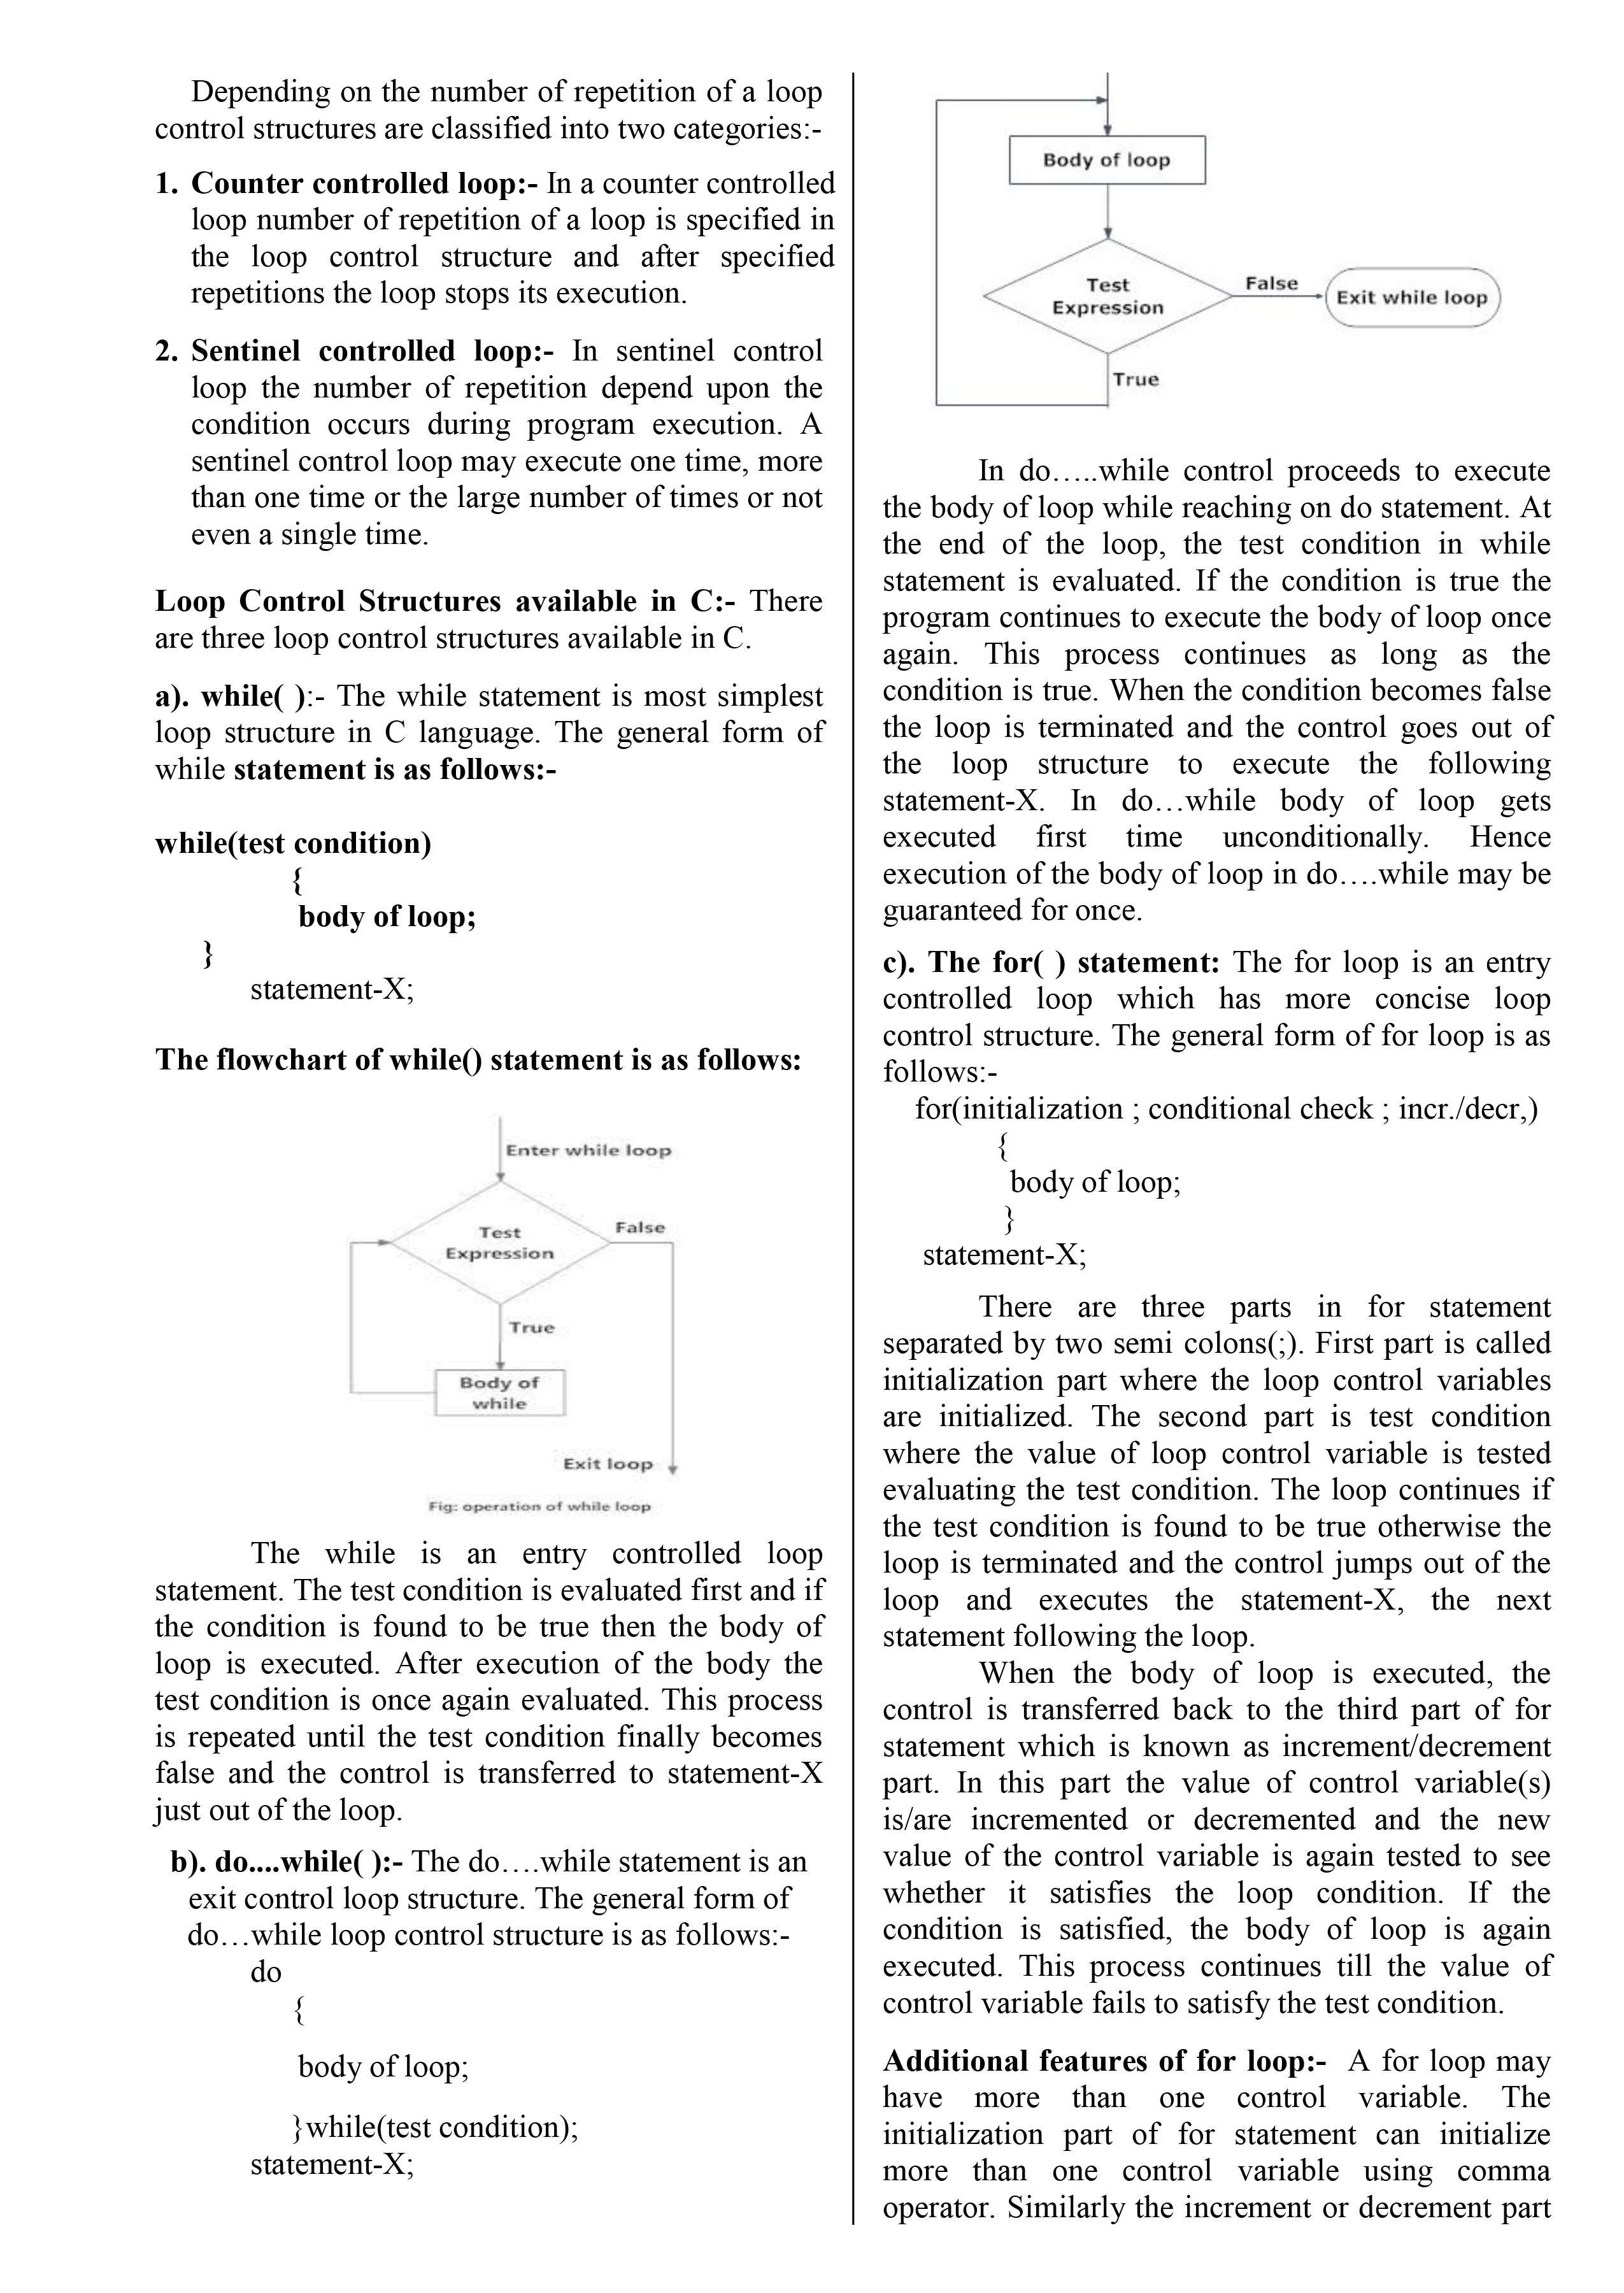 Depending on the number of repetition of a loop
control structures are classified into two categories:-
1. Counter controlled loop:- In a counter controlled
loop number of repetition of a loop is specified in
the loop control structure and after specified
repetitions the loop stops its execution.
2. Sentinel controlled loop:- In sentinel control
loop the number of repetition depend upon the
condition occurs during program execution. A
sentinel control loop may execute one time, more
than one time or the large number of times or not
even a single time.
Loop Control Structures available in C:- There
are three loop control structures available in C.
a). while( ):- The while statement is most simplest
loop structure in C language. The general form of
while statement is as follows:-
while(test condition)
{
body of loop;
}
statement-X;
The flowchart of while() statement is as follows:
Enter while loop
Test
Expression
False
True
Body of
while
Exit loop
Fig: operation of while loop
The while is an entry controlled loop
statement. The test condition is evaluated first and if
the condition is found to be true then the body of
loop is executed. After execution of the body the
test condition is once again evaluated. This process
is repeated until the test condition finally becomes
false and the control is transferred to statement-X
just out of the loop.
b). do....while( ):- The do….while statement is an
exit control loop structure. The general form of
do…while loop control structure is as follows:-
do
{
body of loop;
}while(test condition);
statement-X;
Body of loop
Test
Expression
False
Exit while loop
True
In do…..while control proceeds to execute
the body of loop while reaching on do statement. At
the end of the loop, the test condition in while
statement is evaluated. If the condition is true the
program continues to execute the body of loop once
again. This process continues as long as the
condition is true. When the condition becomes false
the loop is terminated and the control goes out of
the loop structure to execute the following
statement-X. In do…while body of loop gets
executed first time unconditionally. Hence
execution of the body of loop in do….while may be
guaranteed for once.
c). The for( ) statement: The for loop is an entry
controlled loop which has more concise loop
control structure. The general form of for loop is as
follows:-
for(initialization ; conditional check ; incr./decr,)
{
body of loop;
}
statement-X;
There are three parts in for statement
separated by two semi colons(;). First part is called
initialization part where the loop control variables
are initialized. The second part is test condition
where the value of loop control variable is tested
evaluating the test condition. The loop continues if
the test condition is found to be true otherwise the
loop is terminated and the control jumps out of the
loop and executes the statement-X, the next
statement following the loop.
When the body of loop is executed, the
control is transferred back to the third part of for
statement which is known as increment/decrement
part. In this part the value of control variable(s)
is/are incremented or decremented and the new
value of the control variable is again tested to see
whether it satisfies the loop condition. If the
condition is satisfied, the body of loop is again
executed. This process continues till the value of
control variable fails to satisfy the test condition.
Additional features of for loop:- A for loop may
have more than one control variable. The
initialization part of for statement can initialize
more than one control variable using comma
operator. Similarly the increment or decrement part